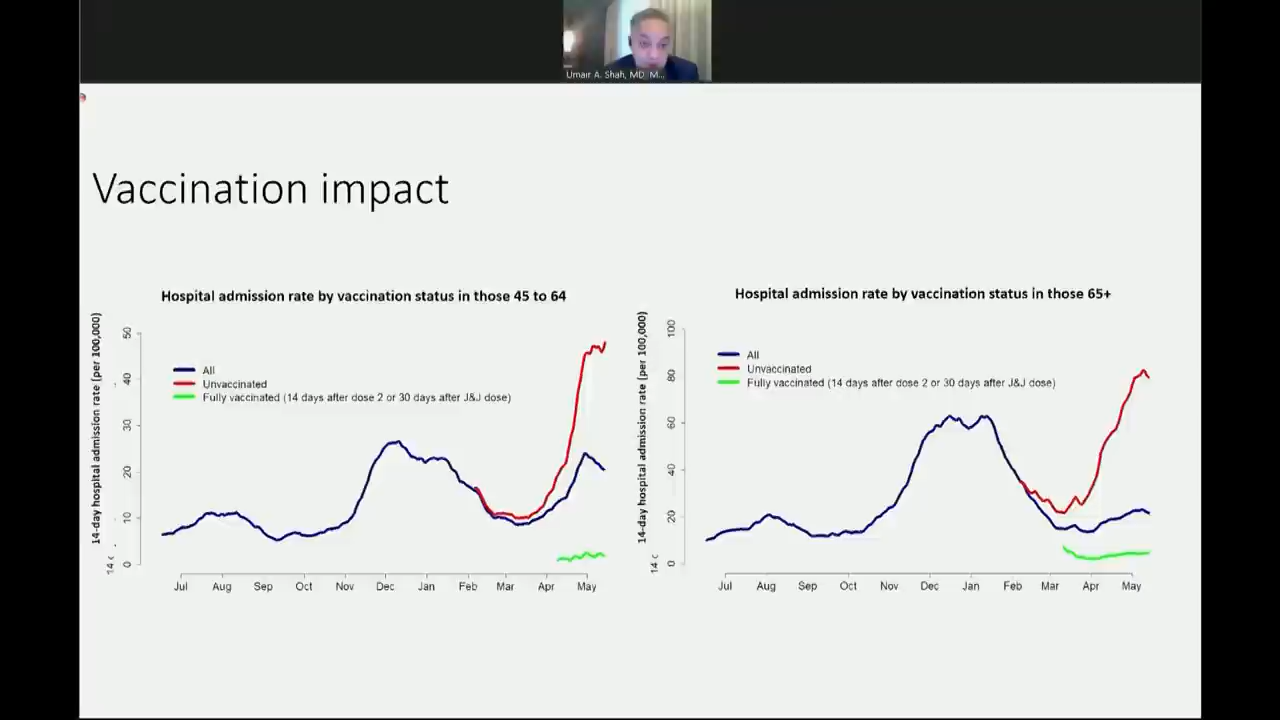 Umair A. Shah, MD, M...
Vaccination impact
Hospital admission rate by vaccination status in those 45 to 64
14-day hospital admission rate (per 100,000)
50
40
30
20
10
0
All
Unvaccinated
Fully vaccinated (14 days after dose 2 or 30 days after J&J dose)
Jul Aug Sep Oct Nov Dec Jan Feb Mar Apr May
Hospital admission rate by vaccination status in those 65+
14-day hospital admission rate (per 100,000)
100
80
60
40
20
0
All
Unvaccinated
Fully vaccinated (14 days after dose 2 or 30 days after J&J dose)
Jul Aug Sep Oct Nov Dec Jan Feb Mar Apr May